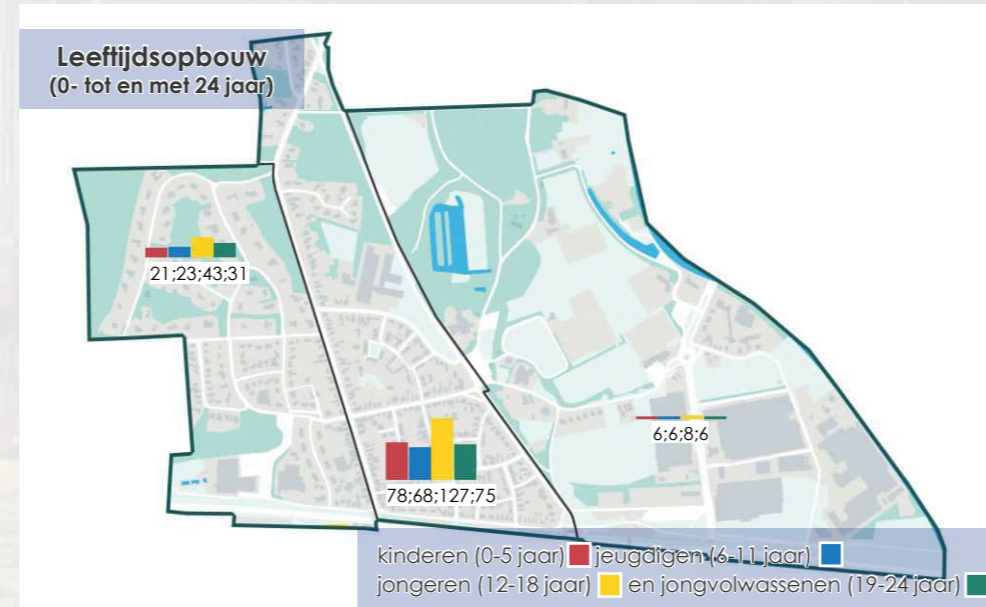 Leeftijdsopbouw
(0- tot en met 24 jaar)
21;23;43;31
6;6;8;6
78;68;127;75
kinderen (0-5 jaar) jeugdigen (6-11 jaar)
jongeren (12-18 jaar) en jongvolwassenen (19-24 jaar)